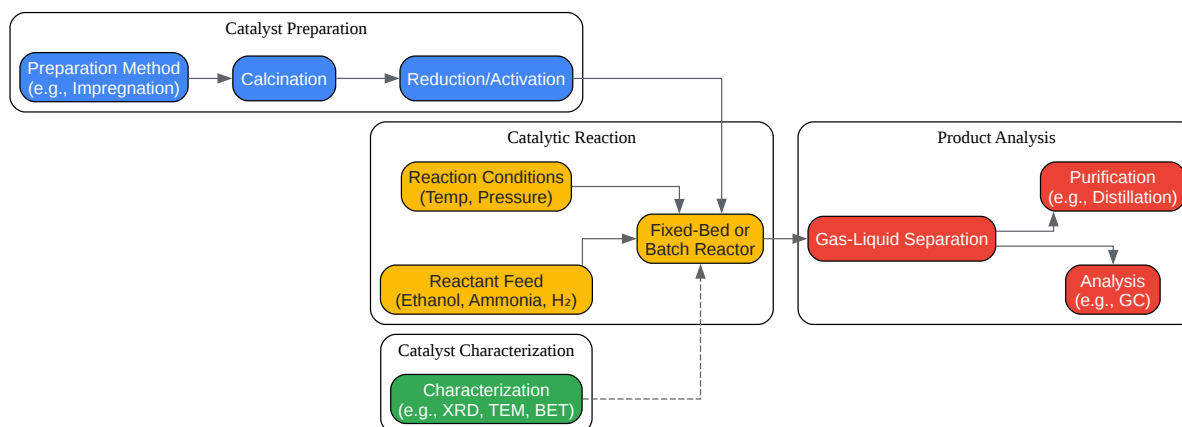 Catalyst Preparation
Preparation Method
(e.g., Impregnation)
Calcination
Reduction/Activation
Catalytic Reaction
Reaction Conditions
(Temp, Pressure)
Fixed-Bed or
Batch Reactor
Reactant Feed
(Ethanol, Ammonia, H₂)
Product Analysis
Gas-Liquid Separation
Purification
(e.g., Distillation)
Analysis
(e.g., GC)
Catalyst Characterization
Characterization
(e.g., XRD, TEM, BET)